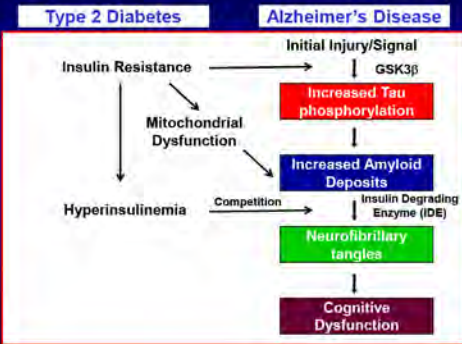 Type 2 Diabetes
Alzheimer's Disease
Initial Injury/Signal
Insulin Resistance
GSK3β
Increased Tau
phosphorylation
Mitochondrial
Dysfunction
Increased Amyloid
Deposits
Hyperinsulinemia
Competition
Insulin Degrading
Enzyme (IDE)
Neurofibrillary
tangles
Cognitive
Dysfunction